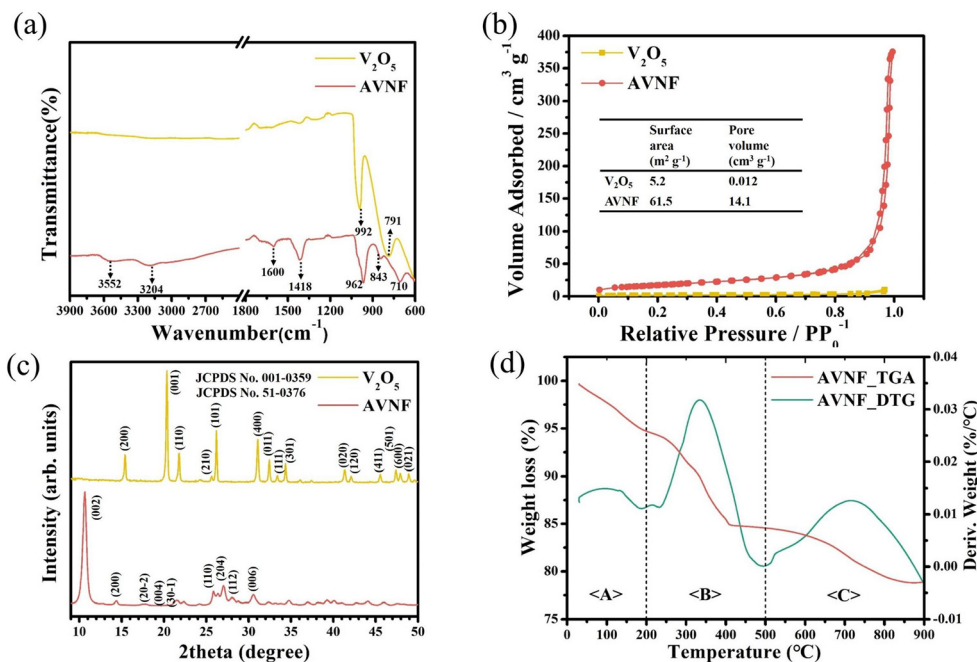 (a)
V₂O₅
AVNF
Transmittance(%)
992
791
3552
3204
1600
1418
962
843
710
3900 3600 3300 3000 2700 1800 1600 1400 1200 1000 800 600
Wavenumber(cm⁻¹)
(b)
400
350
300
250
200
150
100
50
0
V₂O₅
AVNF
Surface area (m² g⁻¹) Pore volume (cm³ g⁻¹)
V₂O₅ 5.2 0.012
AVNF 61.5 14.1
Volume Adsorbed / cm³ g⁻¹
0.0 0.2 0.4 0.6 0.8 1.0
Relative Pressure / PP₀⁻¹
(c)
JCPDS No. 001-0359
JCPDS No. 51-0376
V₂O₅
AVNF
Intensity (arb. units)
(200)
(001)
(110)
(210)
(101)
(400)
(011)
(111)
(301)
(020)
(120)
(411)
(501)
(600)
(021)
(002)
(200)
(20-2)
(004)
(30-1)
(110)
(204)
(112)
(006)
10 15 20 25 30 35 40 45 50
2theta (degree)
(d)
AVNF_TGA
AVNF_DTG
Weight loss (%)
100
95
90
85
80
75
0.04
0.03
0.02
0.01
0.00
-0.01
Deriv. Weight (%/°C)
<A> <B> <C>
0 100 200 300 400 500 600 700 800 900
Temperature (°C)